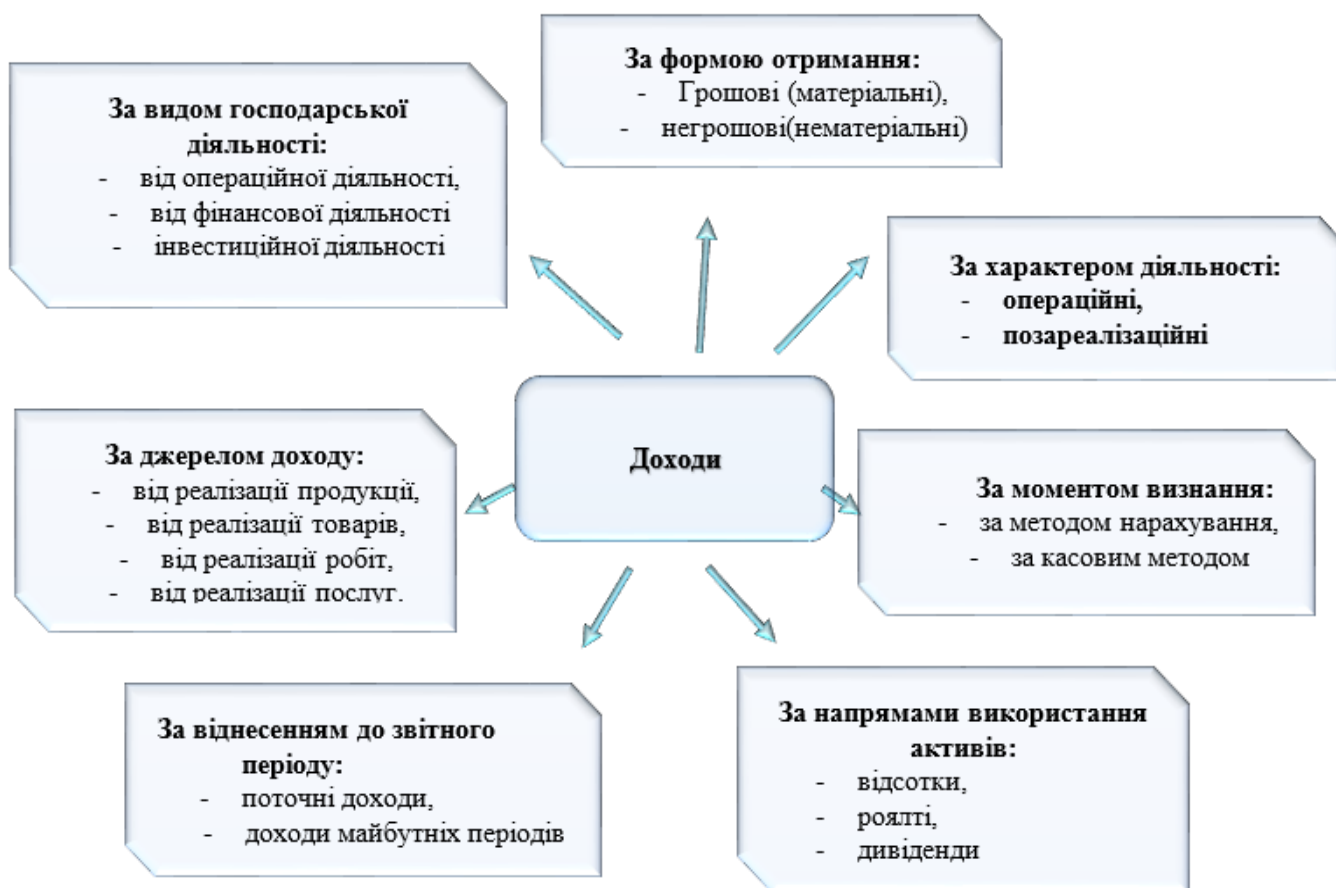 За формою отримання:
- Грошові (матеріальні),
- негрошові(нематеріальні)
За видом господарської
діяльності:
- від операційної діяльності,
- від фінансової діяльності
- інвестиційної діяльності
За характером діяльності:
- операційні,
- позареалізаційні
Доходи
За джерелом доходу:
- від реалізації продукції,
- від реалізації товарів,
- від реалізації робіт,
- від реалізації послуг.
За моментом визнання:
- за методом нарахування,
- за касовим методом
За віднесенням до звітного
періоду:
- поточні доходи,
- доходи майбутніх періодів
За напрямами використання
активів:
- відсотки,
- роялті,
- дивіденди